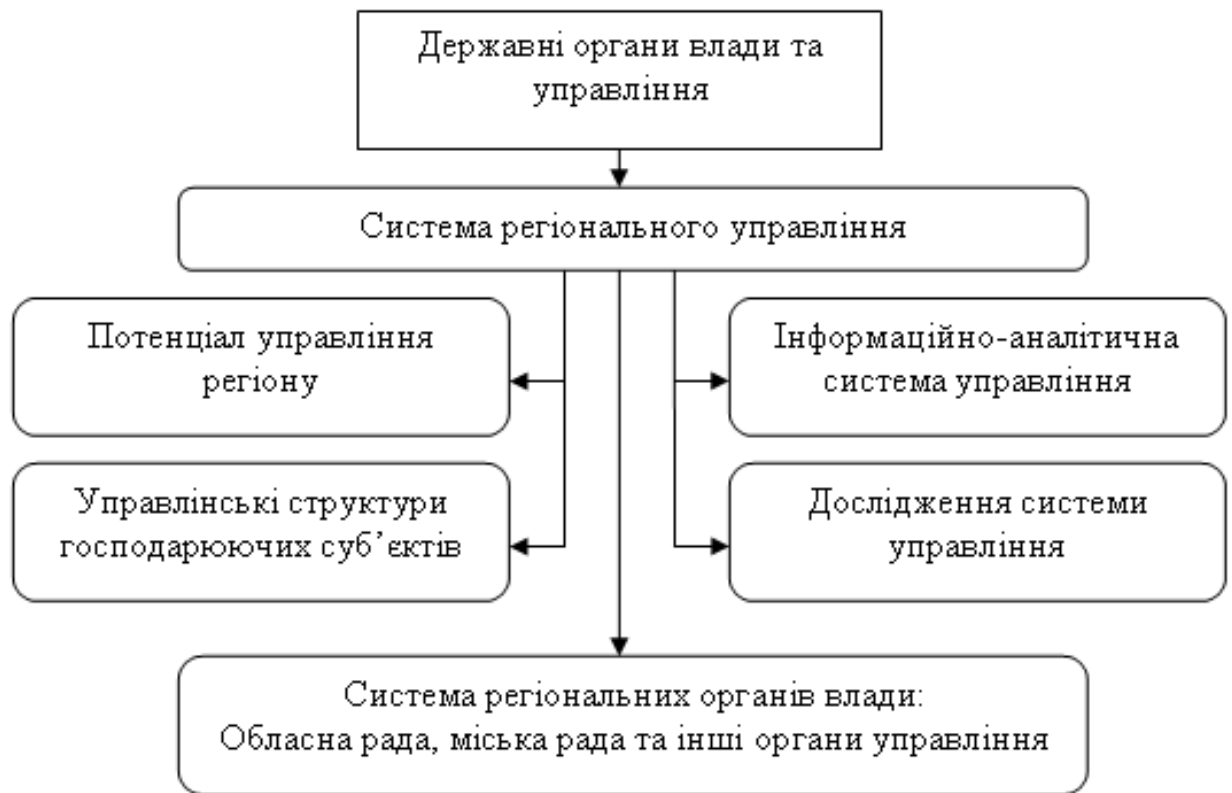 Державні органи влади та
управління
Система регіонального управління
Потенціал управління
регіону
Інформаційно-аналітична
система управління
Управлінські структури
господарюючих суб’єктів
Дослідження системи
управління
Система регіональних органів влади:
Обласна рада, міська рада та інші органи управління